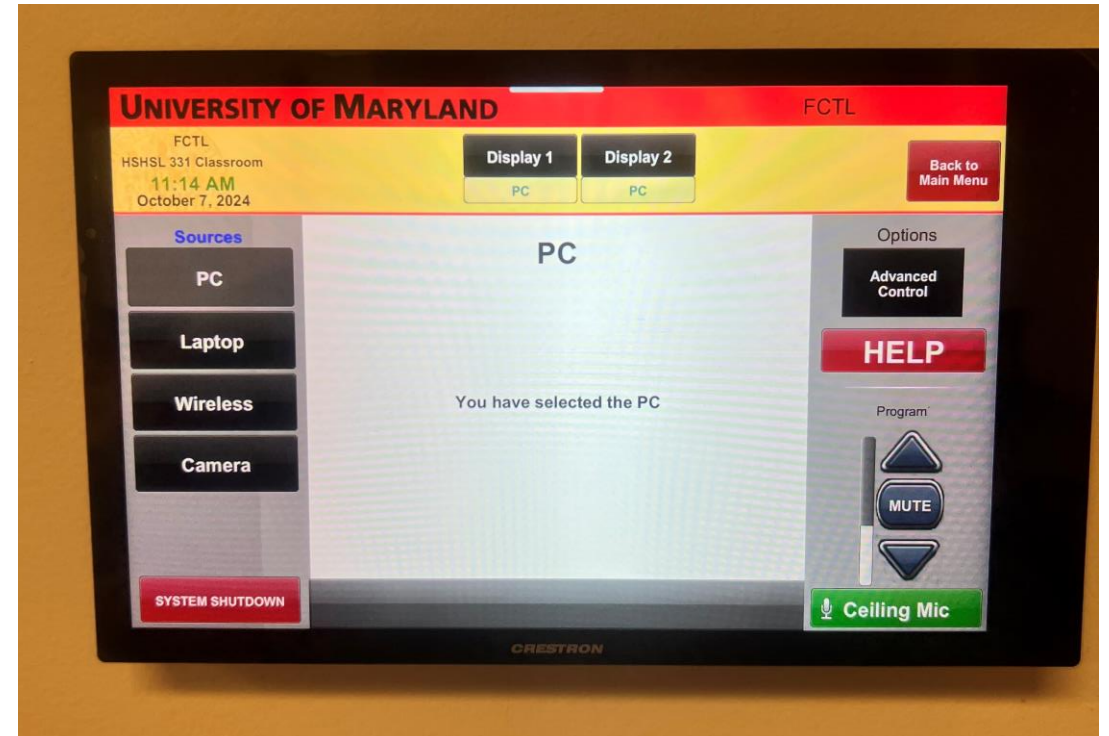 UNIVERSITY OF MARYLAND
FCTL
FCTL
HSHSL 331 Classroom
11:14 AM
October 7, 2024
Display 1
PC
Display 2
PC
Back to
Main Menu
Sources
PC
Laptop
Wireless
Camera
SYSTEM SHUTDOWN
PC
You have selected the PC
Options
Advanced
Control
HELP
Program
MUTE
Ceiling Mic
CRESTRON